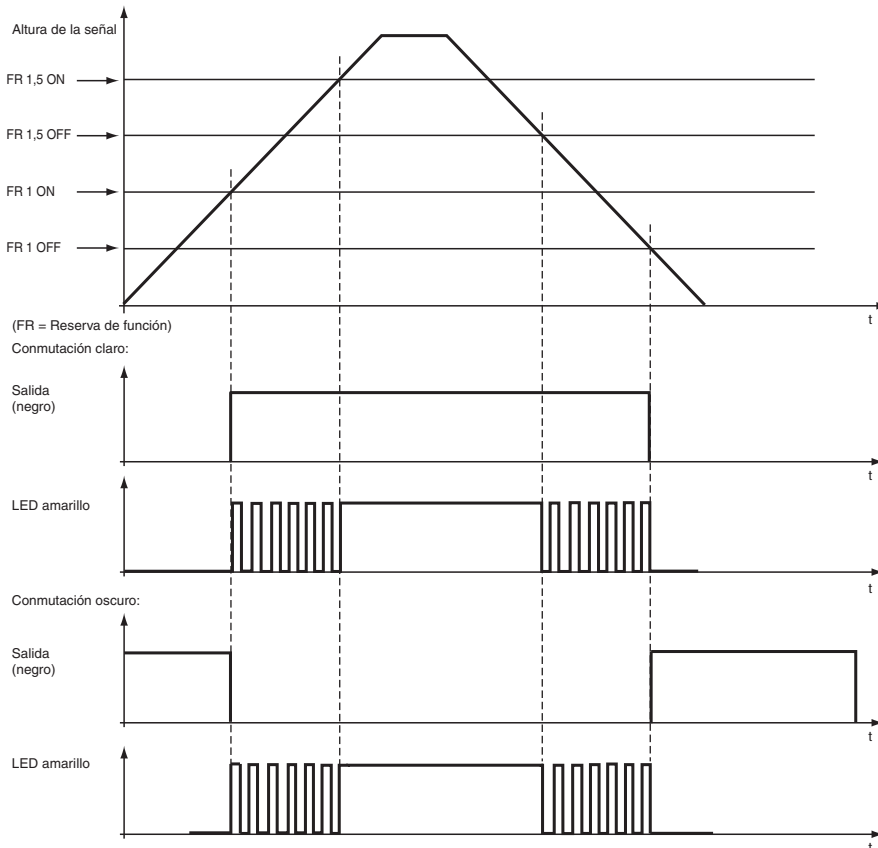 Altura de la señal
FR 1,5 ON
FR 1,5 OFF
FR 1 ON
FR 1 OFF
t
(FR = Reserva de función)
Conmutación claro:
Salida
(negro)
t
LED amarillo
t
Conmutación oscuro:
Salida
(negro)
t
LED amarillo
t